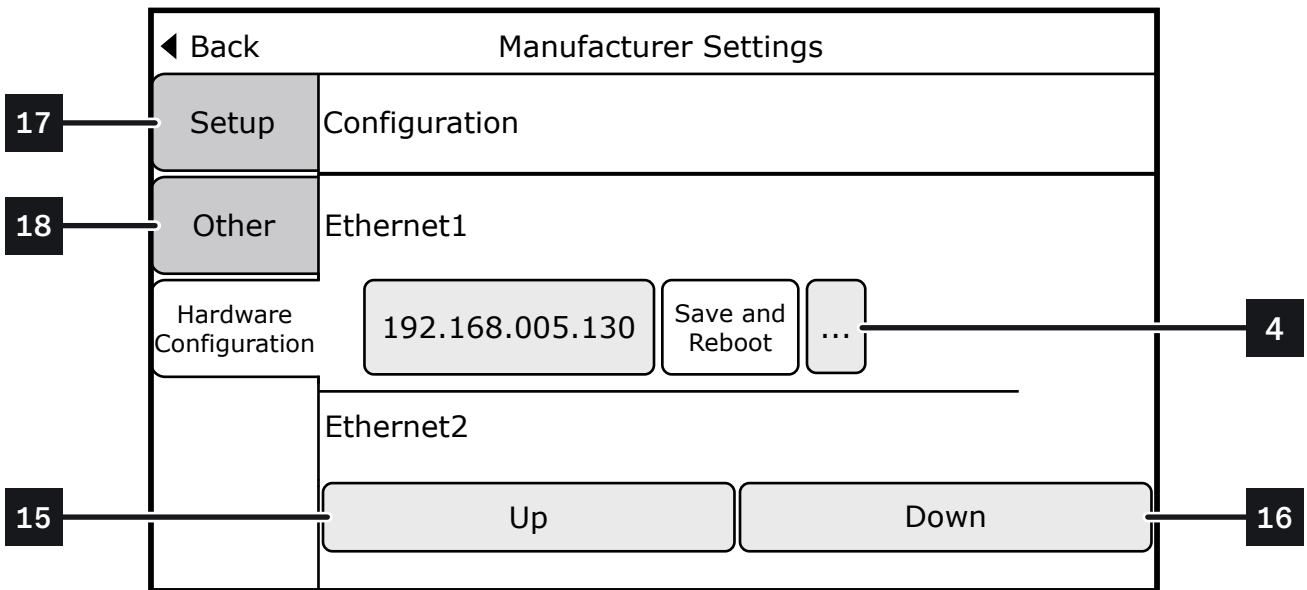 Back
Manufacturer Settings
17
Setup
Configuration
18
Other
Ethernet1
Hardware
Configuration
192.168.005.130
Save and
Reboot
...
4
Ethernet2
15
Up
Down
16